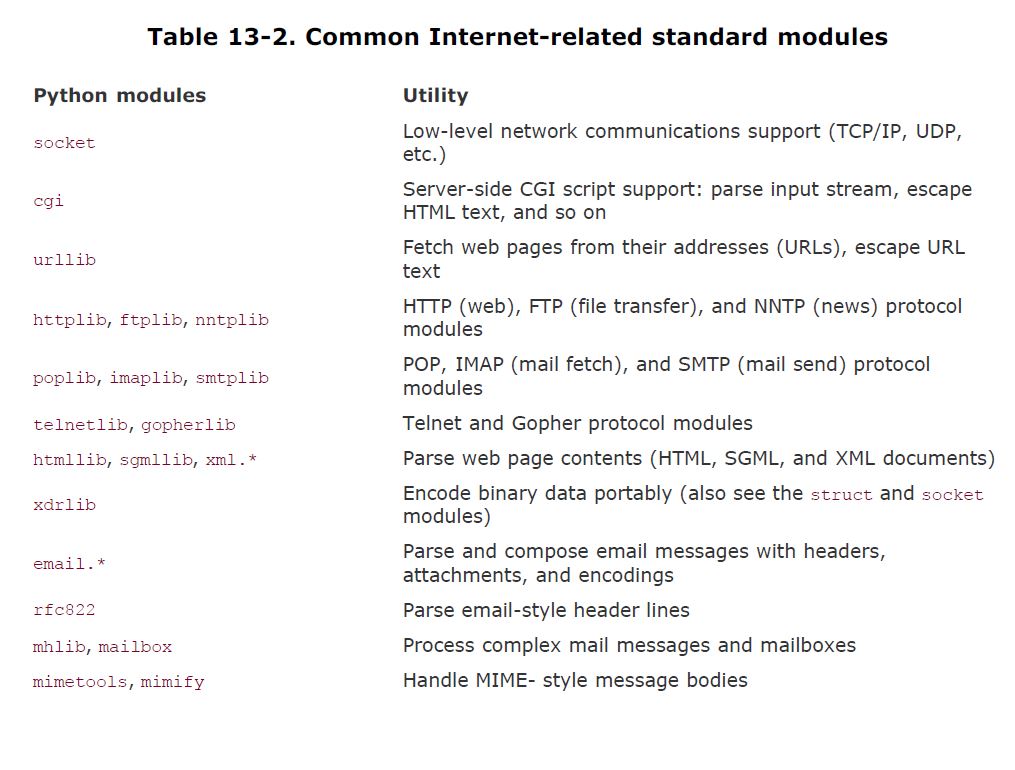 Table 13-2. Common Internet-related standard modules
Python modules Utility
socket Low-level network communications support (TCP/IP, UDP,
etc.)
cgi Server-side CGI script support: parse input stream, escape
HTML text, and so on
urllib Fetch web pages from their addresses (URLs), escape URL
text
httplib, ftplib, nntplib HTTP (web), FTP (file transfer), and NNTP (news) protocol
modules
poplib, imaplib, smtplib POP, IMAP (mail fetch), and SMTP (mail send) protocol
modules
telnetlib, gopherlib Telnet and Gopher protocol modules
htmllib, sgmllib, xml.* Parse web page contents (HTML, SGML, and XML documents)
xdrlib Encode binary data portably (also see the struct and socket
modules)
email.* Parse and compose email messages with headers,
attachments, and encodings
rfc822 Parse email-style header lines
mhlib, mailbox Process complex mail messages and mailboxes
mimetools, mimify Handle MIME- style message bodies